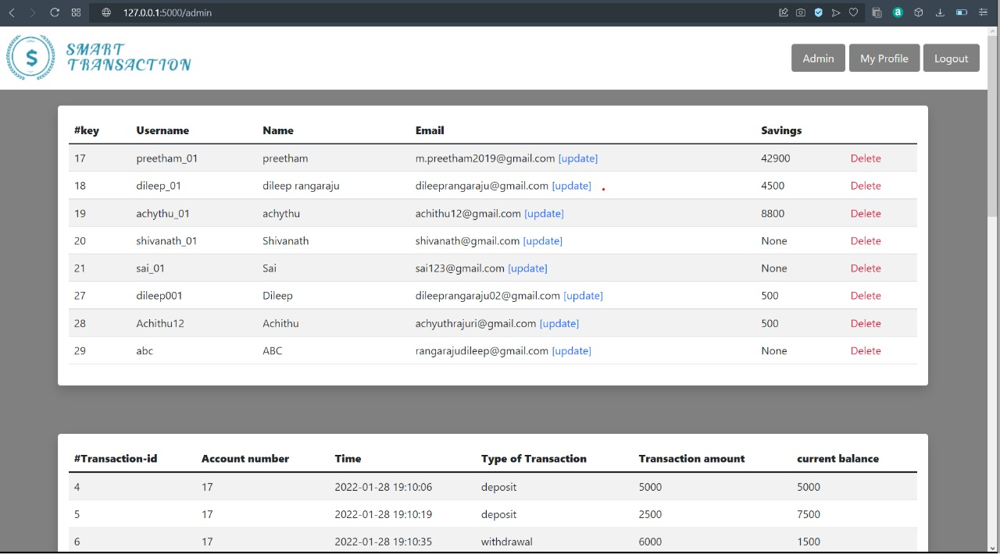 127.0.0.1:5000/admin
$
SMART
TRANSACTION
Admin My Profile Logout
#key Username Name Email Savings
17 preetham_01 preetham m.preetham2019@gmail.com [update] 42900 Delete
18 dileep_01 dileep rangaraju dileeprangaraju@gmail.com [update] 4500 Delete
19 achythu_01 achythu achithu12@gmail.com [update] 8800 Delete
20 shivanath_01 Shivanath shivanath@gmail.com [update] None Delete
21 sai_01 Sai sai123@gmail.com [update] None Delete
27 dileep001 Dileep dileeprangaraju02@gmail.com [update] 500 Delete
28 Achithu12 Achithu achyuthrajuri@gmail.com [update] 500 Delete
29 abc ABC rangarajudileep@gmail.com [update] None Delete
#Transaction-id Account number Time Type of Transaction Transaction amount current balance
4 17 2022-01-28 19:10:06 deposit 5000 5000
5 17 2022-01-28 19:10:19 deposit 2500 7500
6 17 2022-01-28 19:10:35 withdrawal 6000 1500